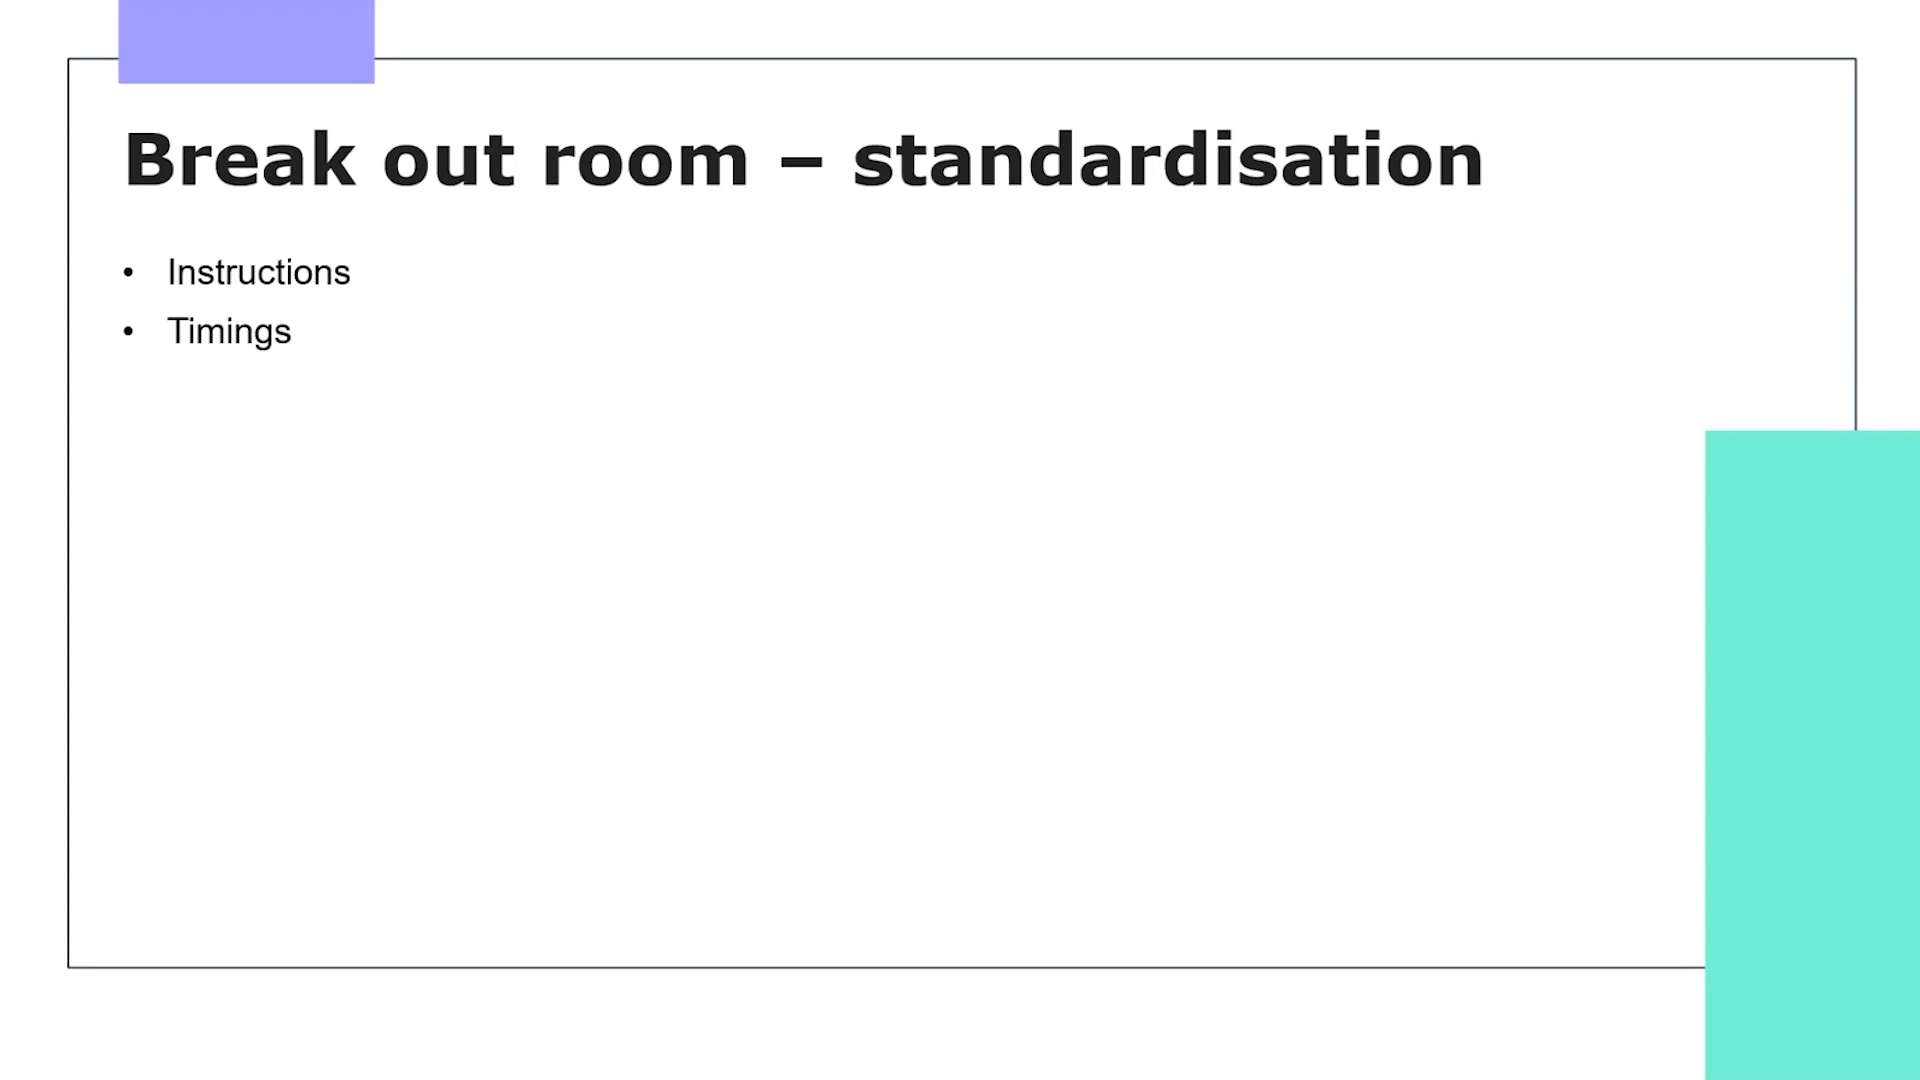 Break out room – standardisation
• Instructions
• Timings